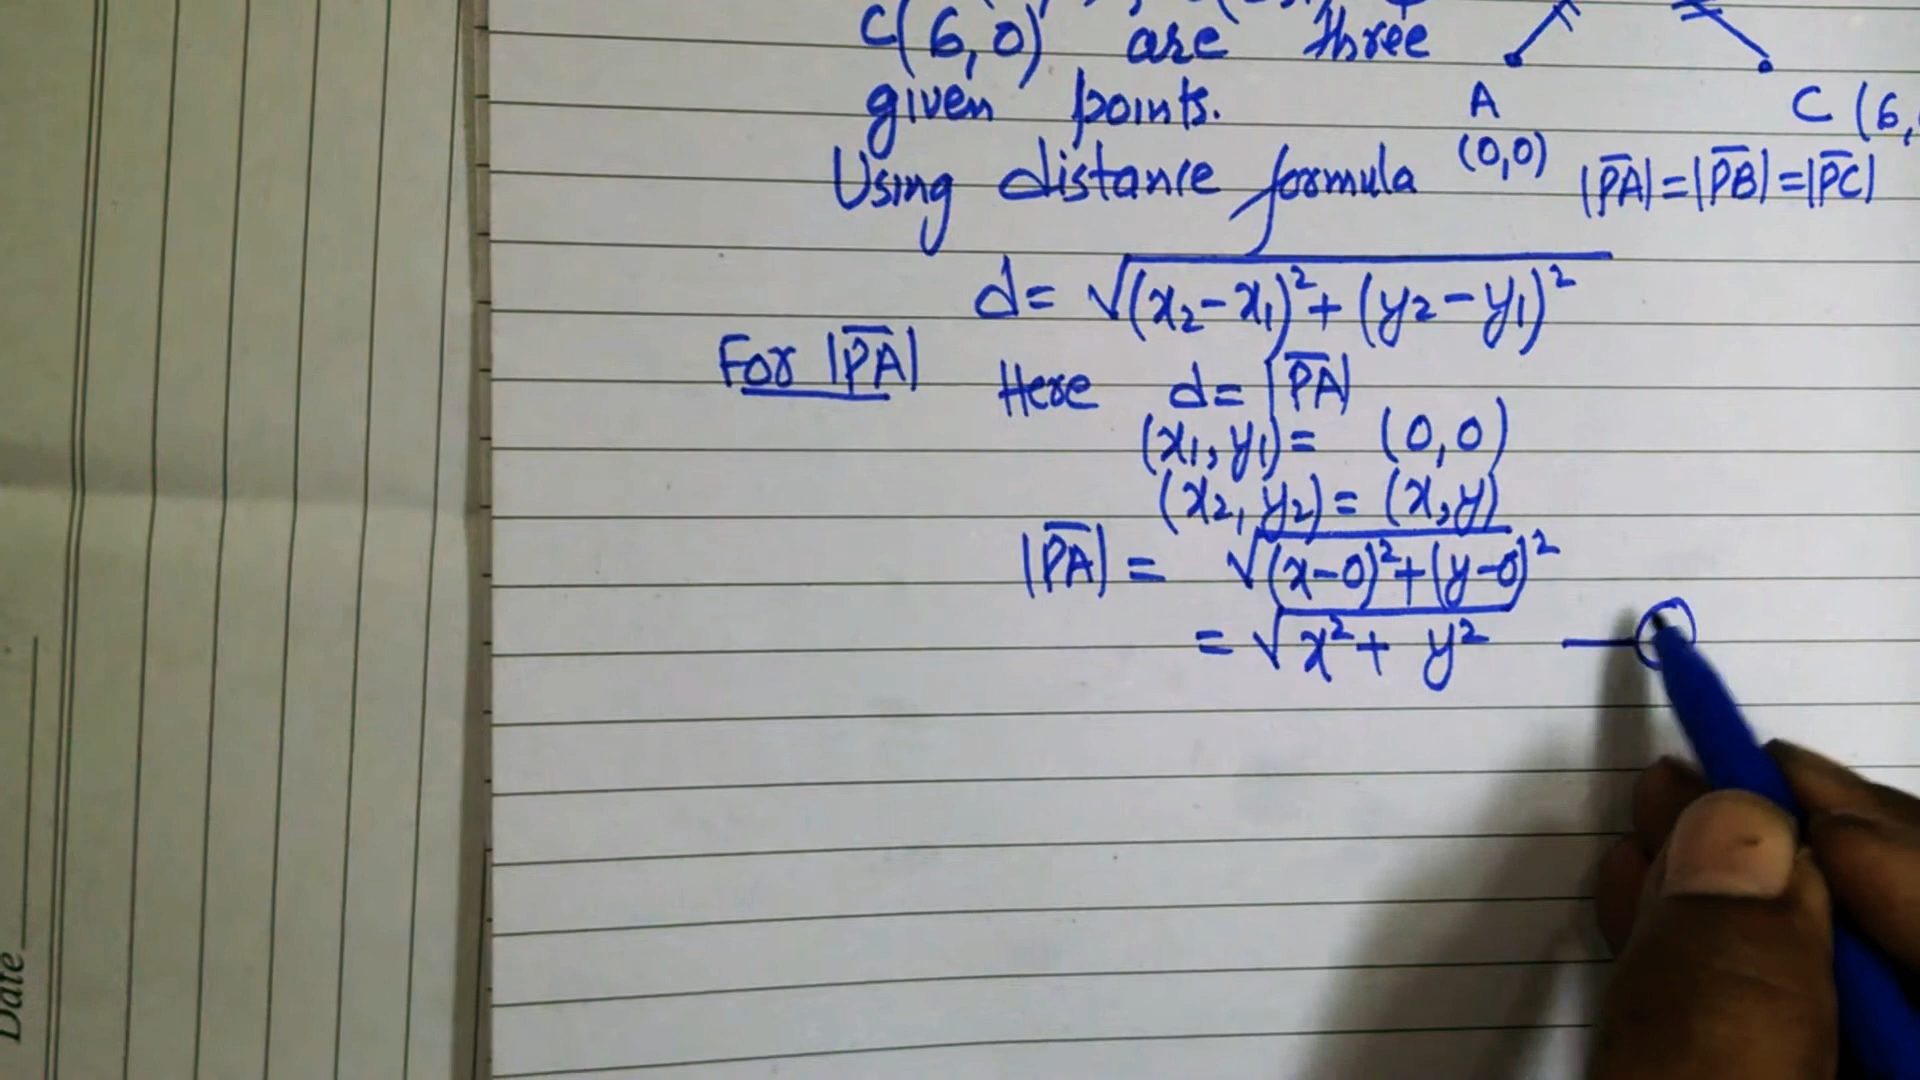 C(6,0) are three
given points.
A
C (6,
(0,0)
|PA|=|PB|=|PC|
Using distance formula
d= √(x₂-x₁)²+(y₂-y₁)²
For |PA|
Here d= |PA|
(x₁,y₁)= (0,0)
(x₂,y₂)= (x,y)
|PA| = √(x-0)²+(y-0)²
= √x²+y²
Date